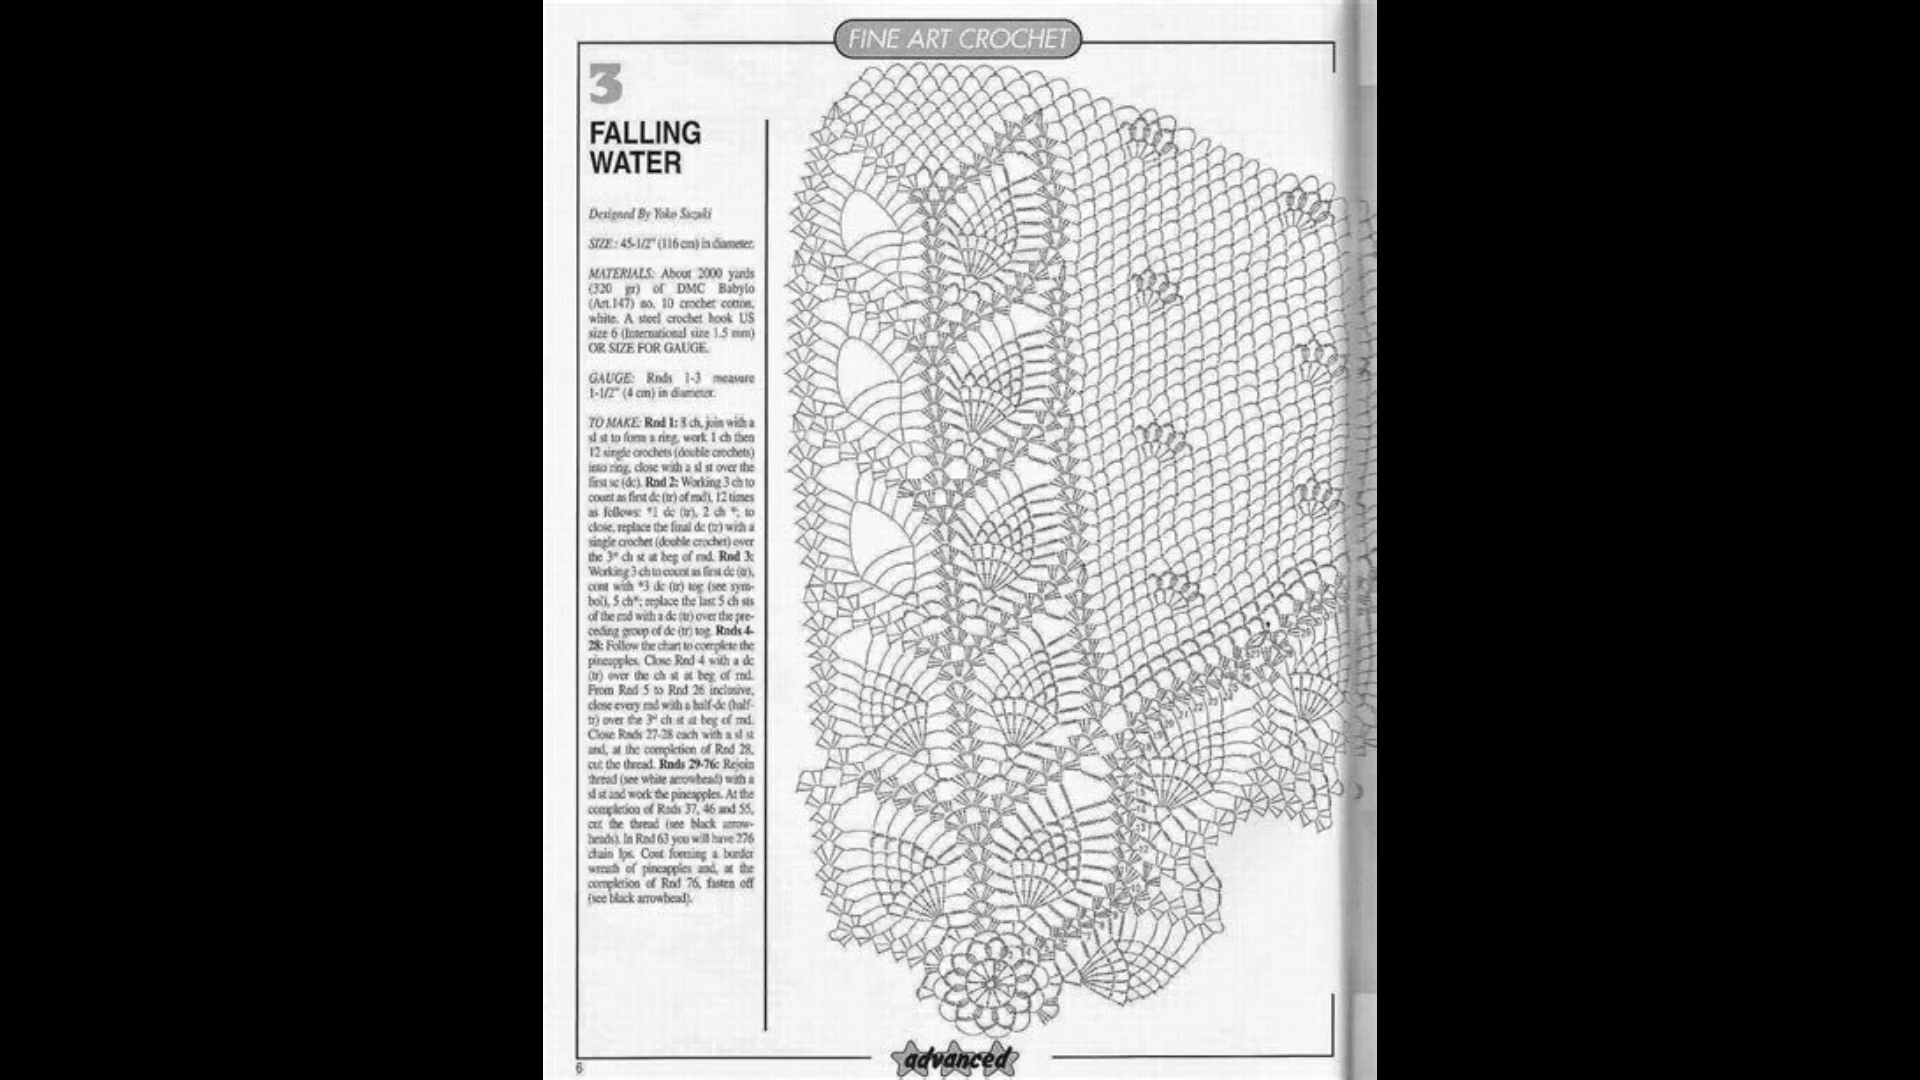 FINE ART CROCHET
3
FALLING
WATER
Designed By Yoko Suzuki
SIZE: 45-1/2" (116 cm) in diameter.
MATERIALS: About 2000 yards
(320 gr) of DMC Babylo
(Art.147) no. 10 crochet cotton,
white. A steel crochet hook US
size 6 (International size 1.5 mm)
OR SIZE FOR GAUGE.
GAUGE: Rnds 1-3 measure
1-1/2" (4 cm) in diameter.
TO MAKE: Rnd 1: 8 ch, join with a
sl st to form a ring, work 1 ch then
12 single crochets (double crochets)
into ring, close with a sl st over the
first sc (dc). Rnd 2: Working 3 ch to
count as first dc (tr) of rnd), 12 times
as follows: *1 dc (tr), 2 ch *; to
close, replace the final dc (tr) with a
single crochet (double crochet) over
the 3rd ch st at beg of rnd. Rnd 3:
Working 3 ch to count as first dc (tr),
cont with *3 dc (tr) tog (see sym-
bol), 5 ch*; replace the last 5 ch sts
of the rnd with a dc (tr) over the pre-
ceding group of dc (tr) tog. Rnds 4-
28: Follow the chart to complete the
pineapples. Close Rnd 4 with a dc
(tr) over the ch st at beg of rnd.
From Rnd 5 to Rnd 26 inclusive,
close every rnd with a half-dc (half-
tr) over the 3rd ch st at beg of rnd.
Close Rnds 27-28 each with a sl st
and, at the completion of Rnd 28,
cut the thread. Rnds 29-76: Rejoin
thread (see white arrowhead) with a
sl st and work the pineapples. At the
completion of Rnds 37, 46 and 55,
cut the thread (see black arrow-
heads). In Rnd 63 you will have 276
chain lps. Cont forming a border
wreath of pineapples and, at the
completion of Rnd 76, fasten off
(see black arrowhead).
advanced
6